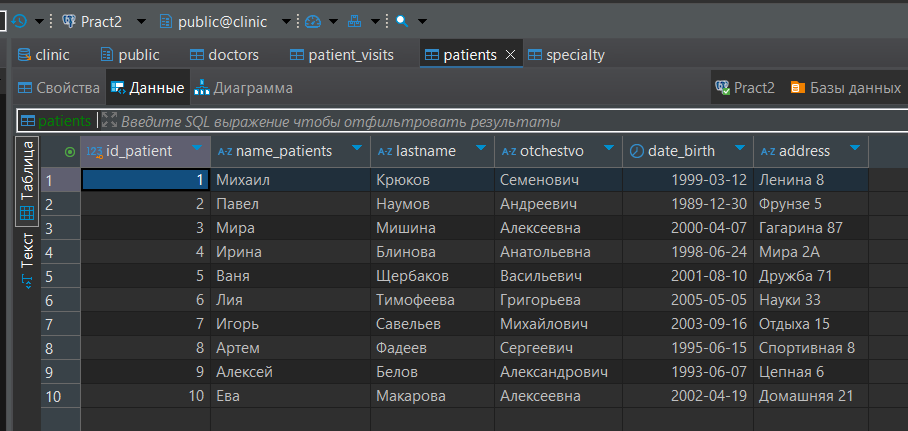 Pract2 public@clinic
clinic public doctors patient_visits patients specialty
Свойства Данные Диаграмма Pract2 Базы данных
patients Введите SQL выражение чтобы отфильтровать результаты
Таблица
Текст
123 id_patient A-Z name_patients A-Z lastname A-Z otchestvo date_birth A-Z address
1 1 Михаил Крюков Семенович 1999-03-12 Ленина 8
2 2 Павел Наумов Андреевич 1989-12-30 Фрунзе 5
3 3 Мира Мишина Алексеевна 2000-04-07 Гагарина 87
4 4 Ирина Блинова Анатольевна 1998-06-24 Мира 2А
5 5 Ваня Щербаков Васильевич 2001-08-10 Дружба 71
6 6 Лия Тимофеева Григорьева 2005-05-05 Науки 33
7 7 Игорь Савельев Михайлович 2003-09-16 Отдыха 15
8 8 Артем Фадеев Сергеевич 1995-06-15 Спортивная 8
9 9 Алексей Белов Александрович 1993-06-07 Цепная 6
10 10 Ева Макарова Алексеевна 2002-04-19 Домашняя 21